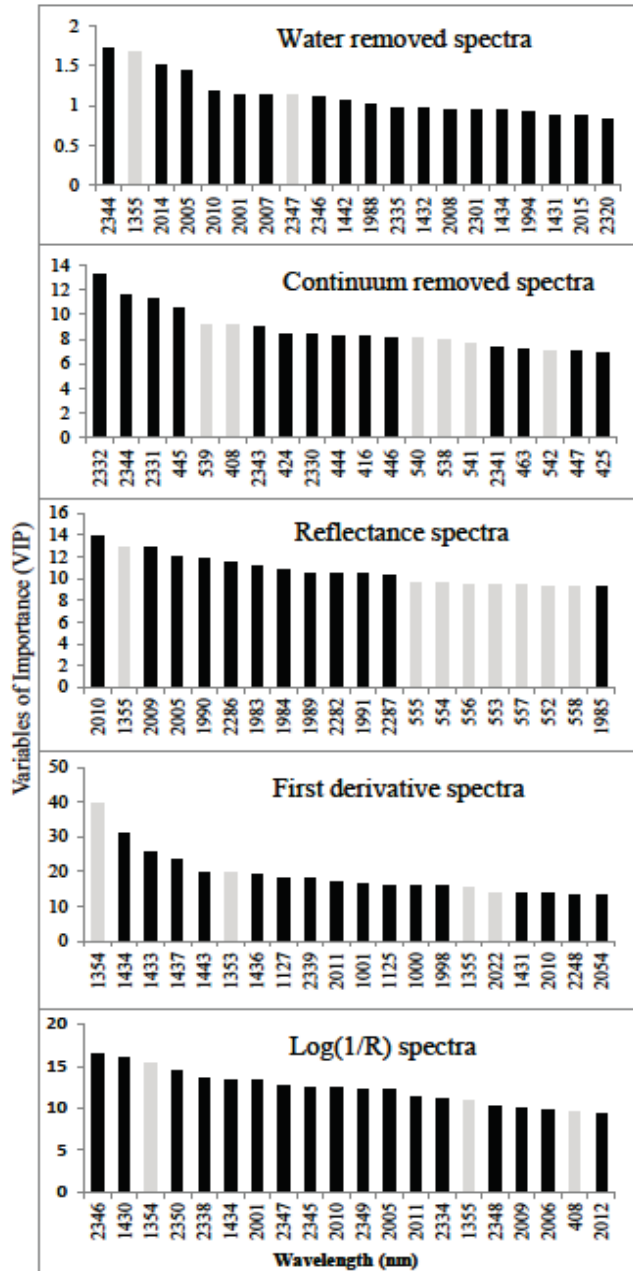 Variables of Importance (VIP)
Water removed spectra
2
1.5
1
0.5
0
2344 1355 2014 2005 2010 2001 2007 2347 2346 1442 1988 2335 1432 2008 2301 1434 1994 1431 2015 2320
Continuum removed spectra
14
12
10
8
6
4
2
0
2332 2344 2331 445 539 408 2343 424 2330 444 416 446 540 538 541 2341 463 542 447 425
Reflectance spectra
16
14
12
10
8
6
4
2
0
2010 1355 2009 2005 1990 2286 1983 1984 1989 2282 1991 2287 555 554 556 553 557 552 558 1985
First derivative spectra
50
40
30
20
10
0
1354 1434 1433 1437 1443 1353 1436 1127 2339 2011 1001 1125 1000 1998 1355 2022 1431 2010 2248 2054
Log(1/R) spectra
20
15
10
5
0
2346 1430 1354 2350 2338 1434 2001 2347 2345 2010 2349 2005 2011 2334 1355 2348 2009 2006 408 2012
Wavelength (nm)